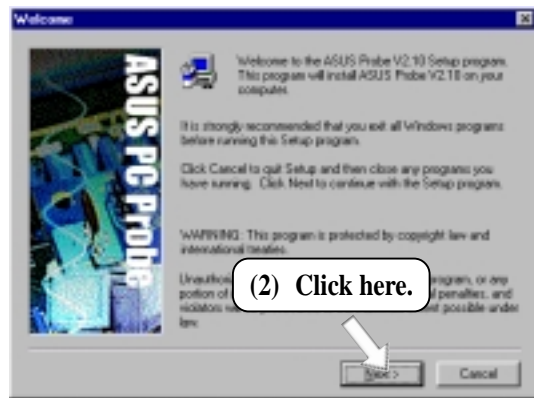 Welcome
ASUS PC Probe
Welcome to the ASUS Probe V2.10 Setup program.
This program will install ASUS Probe V2.10 on your
computer.
It is strongly recommended that you exit all Windows programs
before running this Setup program.
Click Cancel to quit Setup and then close any programs you
have running. Click Next to continue with the Setup program.
WARNING: This program is protected by copyright law and
international treaties.
program, or any
portion of penalties, and
violators possible under
law.
(2) Click here.
Next >
Cancel